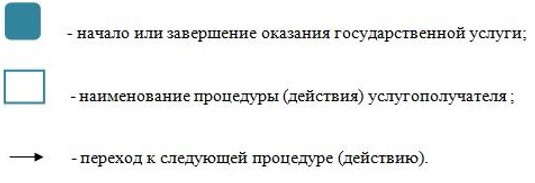 - начало или завершение оказания государственной услуги;
- наименование процедуры (действия) услугополучателя ;
- переход к следующей процедуре (действию).